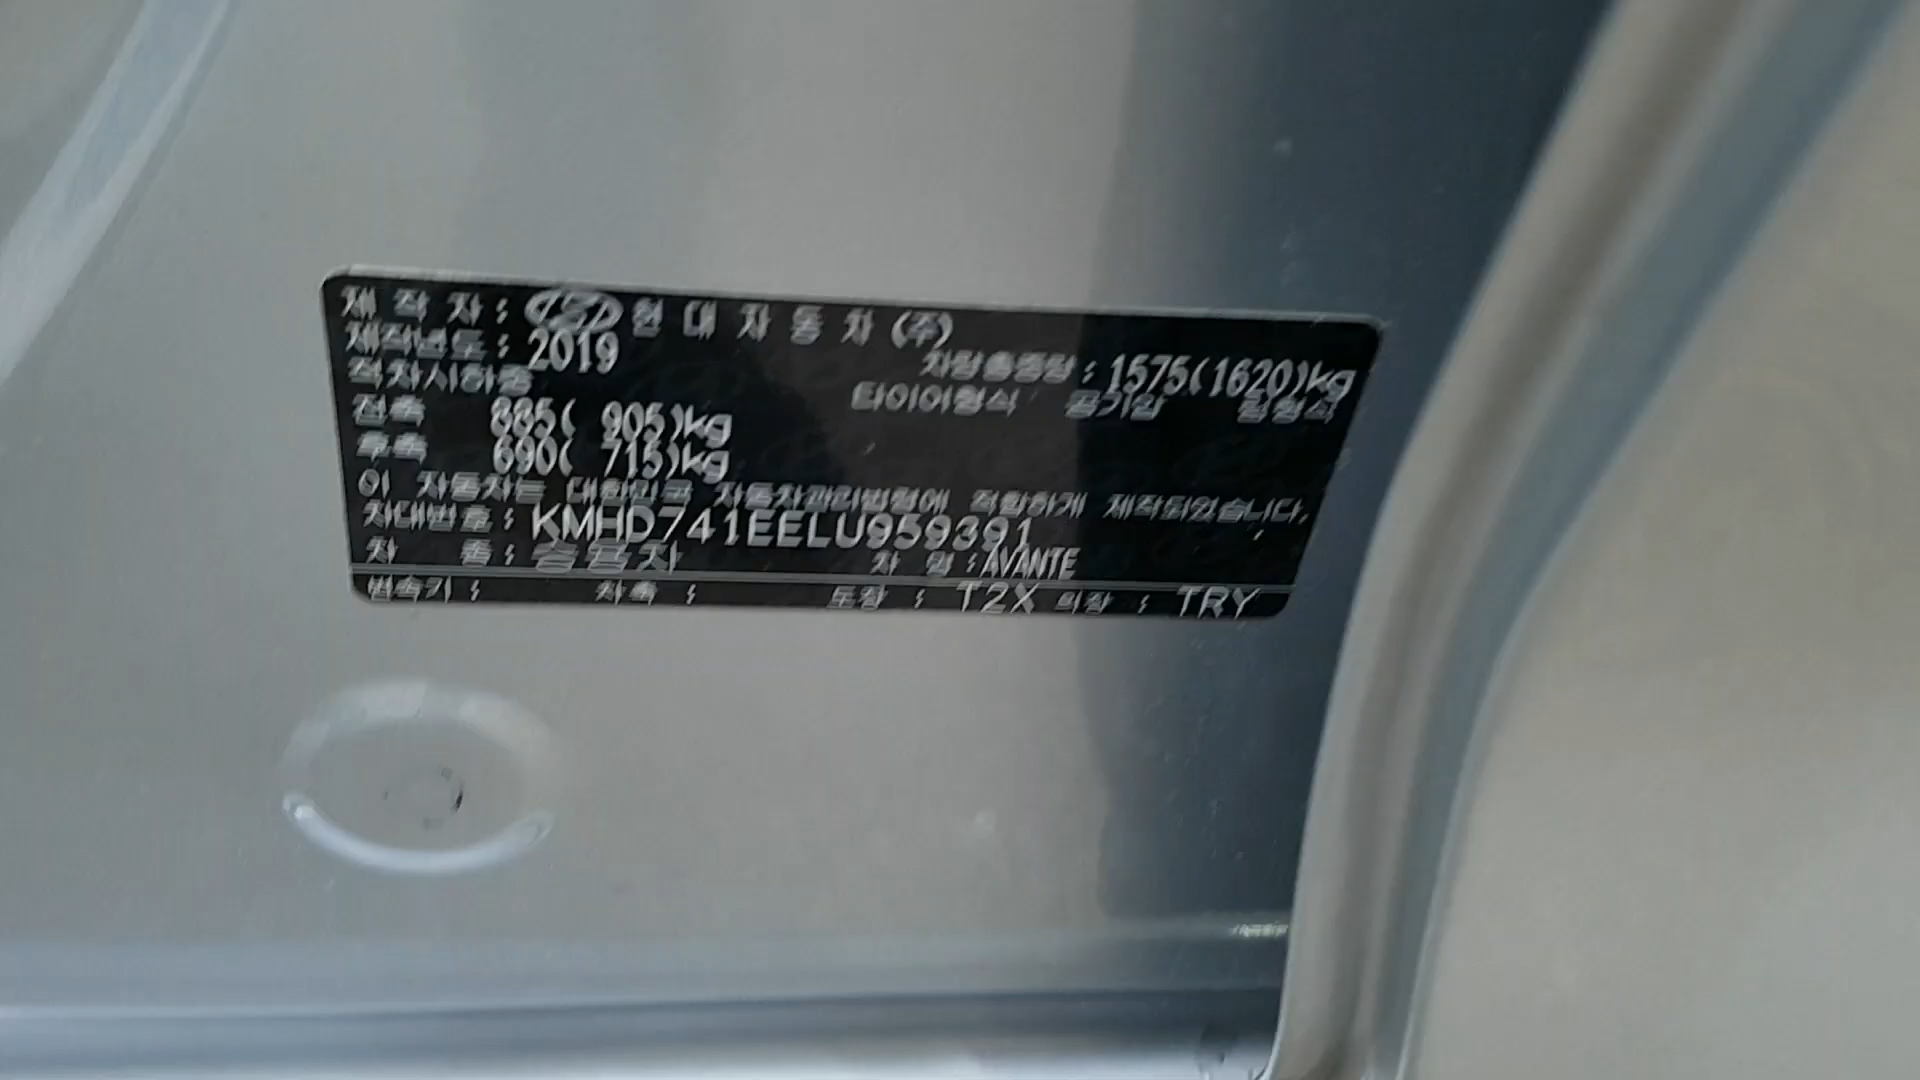 제 작 자 : 현 대 자 동 차 (주)
제작년도 : 2019 차량총중량 : 1575(1620)kg
적차시하중 타이어형식 공기압 림형식
전축 885( 905)kg
후축 690( 715)kg
이 자동차는 대한민국 자동차관리법령에 적합하게 제작되었습니다.
차대번호 : KMHD741EELU959391
차 종 : 승용차 차 명 : AVANTE
변속기 : 차축 : 도장 : T2X 의장 : TRY